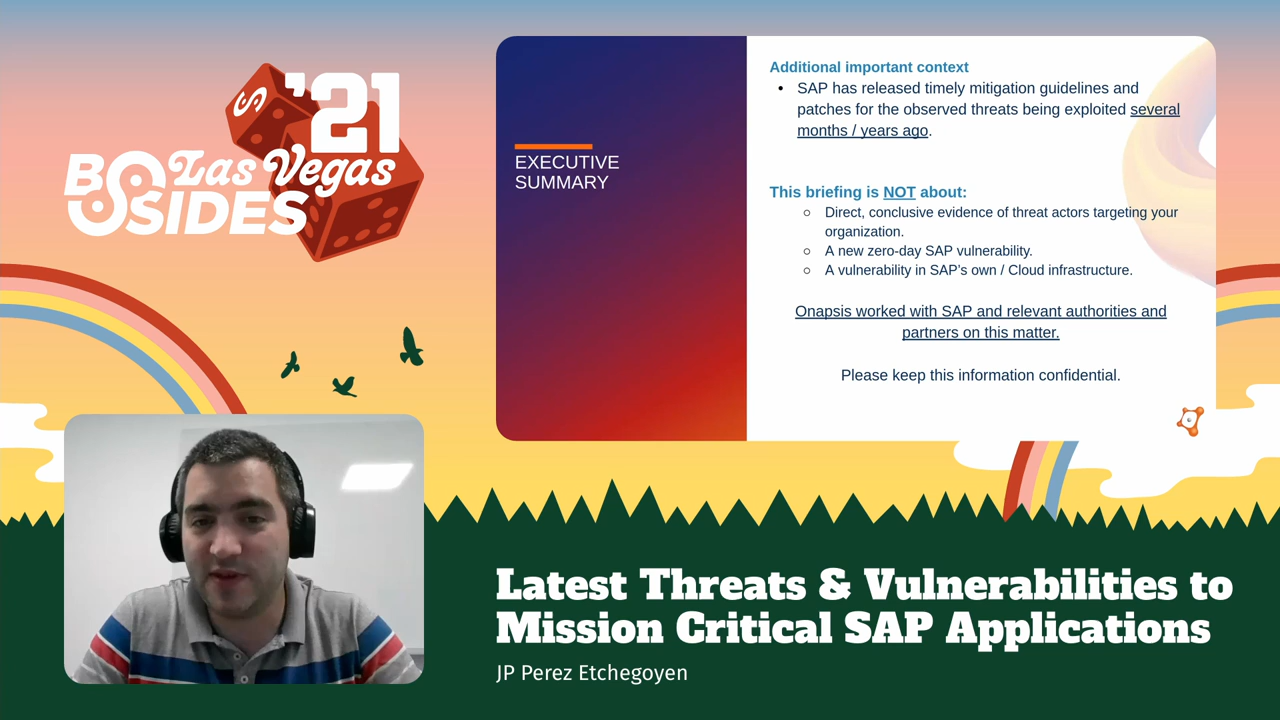 '21
BSIDES
Las Vegas
EXECUTIVE
SUMMARY
Additional important context
• SAP has released timely mitigation guidelines and
patches for the observed threats being exploited several
months / years ago.
This briefing is NOT about:
○ Direct, conclusive evidence of threat actors targeting your
organization.
○ A new zero-day SAP vulnerability.
○ A vulnerability in SAP's own / Cloud infrastructure.
Onapsis worked with SAP and relevant authorities and
partners on this matter.
Please keep this information confidential.
Latest Threats & Vulnerabilities to
Mission Critical SAP Applications
JP Perez Etchegoyen